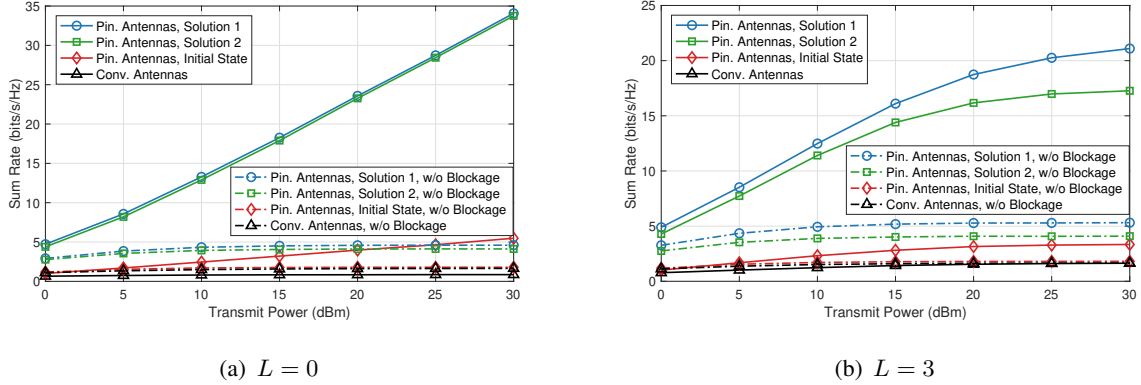 35
30
25
20
15
10
5
0
Sum Rate (bits/s/Hz)
Pin. Antennas, Solution 1
Pin. Antennas, Solution 2
Pin. Antennas, Initial State
Conv. Antennas
Pin. Antennas, Solution 1, w/o Blockage
Pin. Antennas, Solution 2, w/o Blockage
Pin. Antennas, Initial State, w/o Blockage
Conv. Antennas, w/o Blockage
0 5 10 15 20 25 30
Transmit Power (dBm)
(a) L = 0
25
20
15
10
5
0
Sum Rate (bits/s/Hz)
Pin. Antennas, Solution 1
Pin. Antennas, Solution 2
Pin. Antennas, Initial State
Conv. Antennas
Pin. Antennas, Solution 1, w/o Blockage
Pin. Antennas, Solution 2, w/o Blockage
Pin. Antennas, Initial State, w/o Blockage
Conv. Antennas, w/o Blockage
0 5 10 15 20 25 30
Transmit Power (dBm)
(b) L = 3